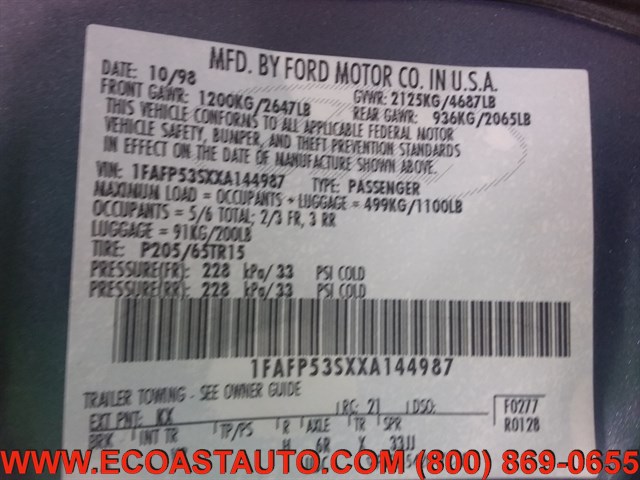 MFD. BY FORD MOTOR CO. IN U.S.A.
DATE: 10/98 GVWR: 2125KG/4687LB
FRONT GAWR: 1200KG/2647LB REAR GAWR: 936KG/2065LB
THIS VEHICLE CONFORMS TO ALL APPLICABLE FEDERAL MOTOR
VEHICLE SAFETY, BUMPER, AND THEFT PREVENTION STANDARDS
IN EFFECT ON THE DATE OF MANUFACTURE SHOWN ABOVE.
VIN: 1FAFP53SXXA144987 TYPE: PASSENGER
MAXIMUM LOAD = OCCUPANTS + LUGGAGE = 499KG/1100LB
OCCUPANTS = 5/6 TOTAL; 2/3 FR, 3 RR
LUGGAGE = 91KG/200LB
TIRE: P205/65TR15
PRESSURE(FR): 228 kPa/33 PSI COLD
PRESSURE(RR): 228 kPa/33 PSI COLD
1FAFP53SXXA144987
TRAILER TOWING - SEE OWNER GUIDE
EXT PNT: KX RC: 21 DSO: F0277
BRK INT TR TP/PS R AXLE TR SPR R0128
H 6R X 33JJ
WWW.ECOASTAUTO.COM (800) 869-0655